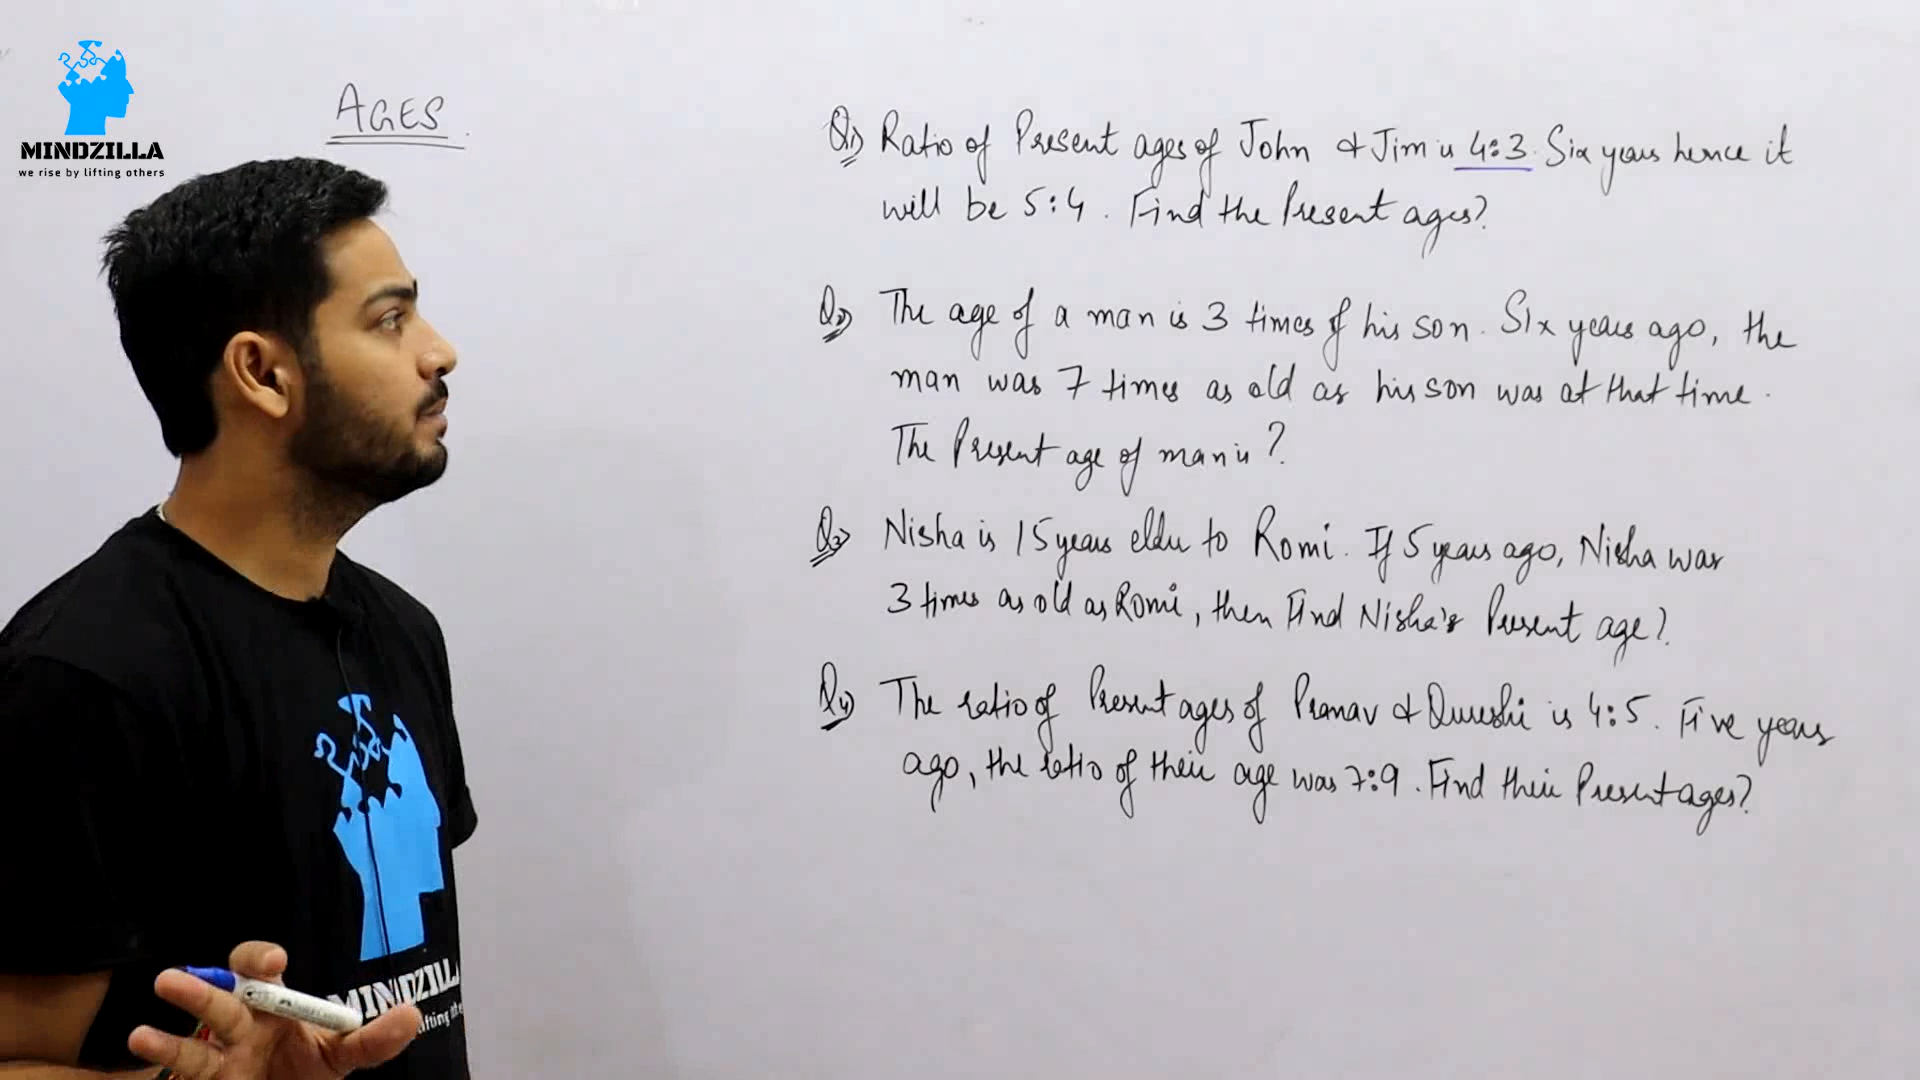 MINDZILLA
we rise by lifting others
AGES
Q1) Ratio of Present ages of John & Jim is 4:3. Six years hence it
will be 5:4. Find the Present ages?
Q2) The age of a man is 3 times of his son. Six years ago, the
man was 7 times as old as his son was at that time.
The Present age of man is?
Q3) Nisha is 15 years elder to Romi. If 5 years ago, Nisha was
3 times as old as Romi, then Find Nisha's Present age?
Q4) The ratio of Present ages of Pranav & Qureshi is 4:5. Five years
ago, the ratio of their age was 7:9. Find their Present ages?
MINDZILL
lifting othe